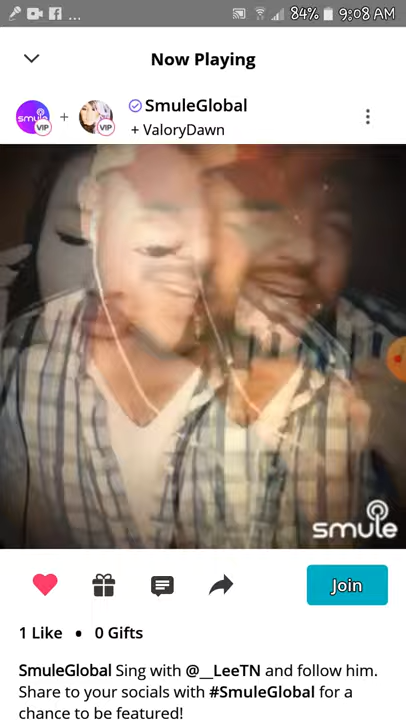 ... 84% 9:08 AM
Now Playing
smule VIP + VIP SmuleGlobal
+ ValoryDawn
smule
Join
1 Like • 0 Gifts
SmuleGlobal Sing with @__LeeTN and follow him.
Share to your socials with #SmuleGlobal for a
chance to be featured!